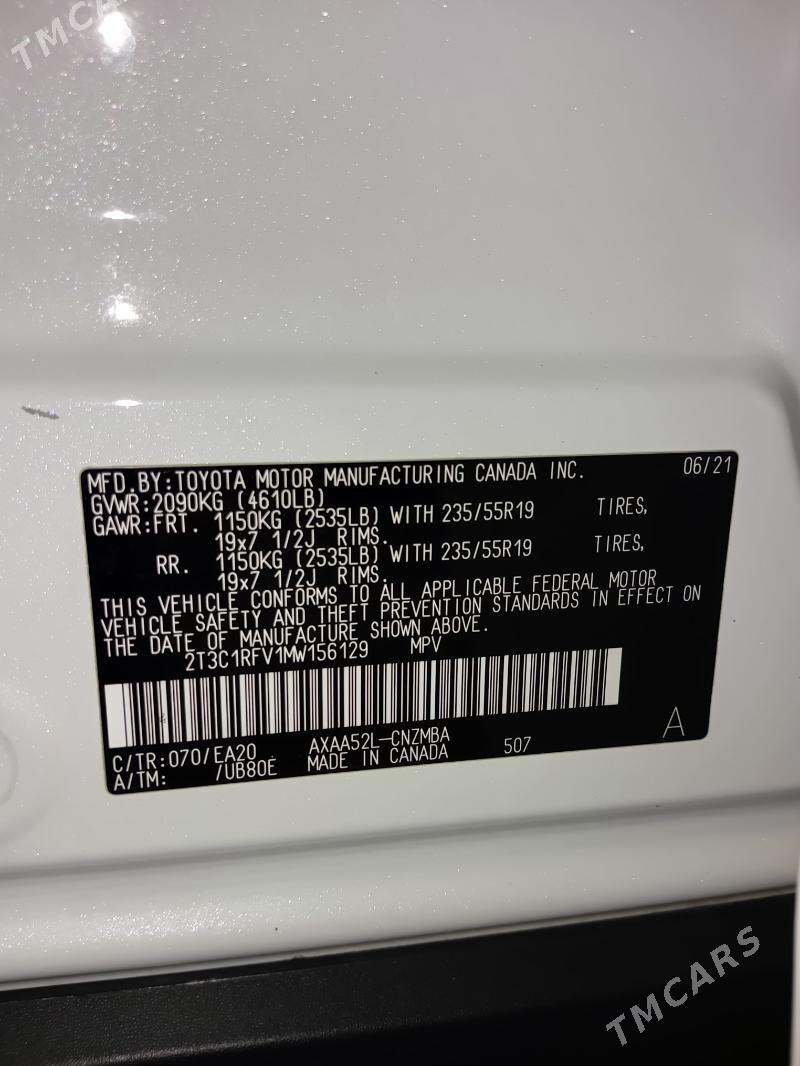 TMCARS
MFD.BY:TOYOTA MOTOR MANUFACTURING CANADA INC. 06/21
GVWR:2090KG (4610LB)
GAWR:FRT. 1150KG (2535LB) WITH 235/55R19 TIRES,
19x7 1/2J RIMS.
RR. 1150KG (2535LB) WITH 235/55R19 TIRES,
19x7 1/2J RIMS.
THIS VEHICLE CONFORMS TO ALL APPLICABLE FEDERAL MOTOR
VEHICLE SAFETY AND THEFT PREVENTION STANDARDS IN EFFECT ON
THE DATE OF MANUFACTURE SHOWN ABOVE.
2T3C1RFV1MW156129 MPV
C/TR:070/EA20 AXAA52L-CNZMBA 507 A
A/TM: /UB80E MADE IN CANADA
TMCARS